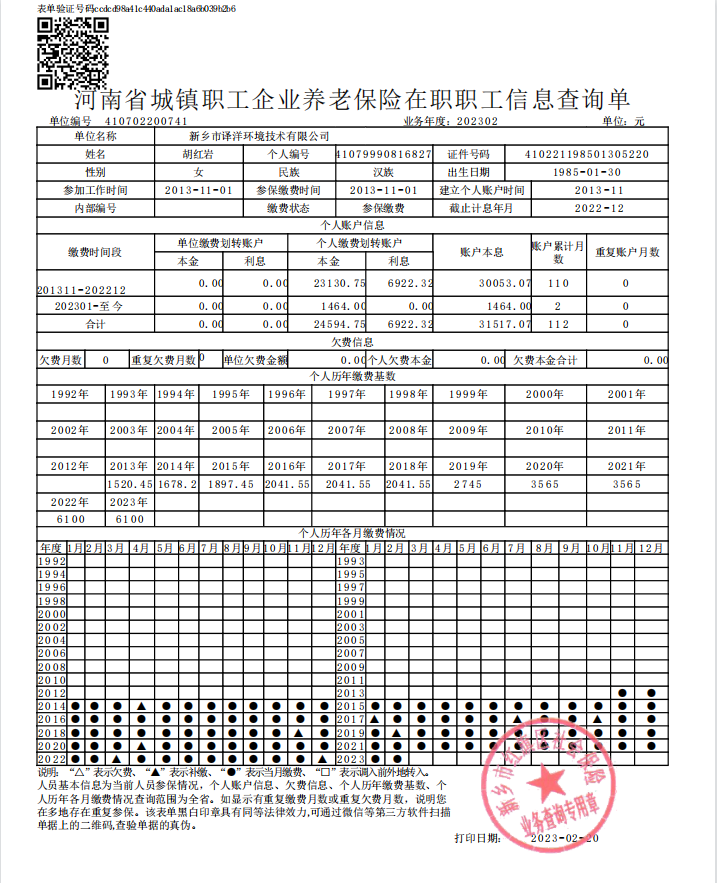 表单验证号码ccdcd98a41c440ada1ac18a6b039b2b6
河南省城镇职工企业养老保险在职职工信息查询单
单位编号 410702200741 业务年度：202302 单位：元
单位名称 新乡市译洋环境技术有限公司
姓名 胡红岩 个人编号 41079990816827 证件号码 410221198501305220
性别 女 民族 汉族 出生日期 1985-01-30
参加工作时间 2013-11-01 参保缴费时间 2013-11-01 建立个人账户时间 2013-11
内部编号 缴费状态 参保缴费 截止计息年月 2022-12
个人账户信息
缴费时间段 单位缴费划转账户 个人缴费划转账户 账户本息 账户累计月数 重复账户月数
本金 利息 本金 利息
201311-202212 0.00 0.00 23130.75 6922.32 30053.07 110 0
202301-至今 0.00 0.00 1464.00 0.00 1464.00 2 0
合计 0.00 0.00 24594.75 6922.32 31517.07 112 0
欠费信息
欠费月数 0 重复欠费月数 0 单位欠费金额 0.00 个人欠费本金 0.00 欠费本金合计 0.00
个人历年缴费基数
1992年 1993年 1994年 1995年 1996年 1997年 1998年 1999年 2000年 2001年
2002年 2003年 2004年 2005年 2006年 2007年 2008年 2009年 2010年 2011年
2012年 2013年 2014年 2015年 2016年 2017年 2018年 2019年 2020年 2021年
1520.45 1678.2 1897.45 2041.55 2041.55 2041.55 2745 3565 3565
2022年 2023年
6100 6100
个人历年各月缴费情况
年度 1月 2月 3月 4月 5月 6月 7月 8月 9月 10月 11月 12月 年度 1月 2月 3月 4月 5月 6月 7月 8月 9月 10月 11月 12月
1992 1993
1994 1995
1996 1997
1998 1999
2000 2001
2002 2003
2004 2005
2006 2007
2008 2009
2010 2011
2012 2013 ● ●
2014 ● ● ● ▲ ● ● ● ● ● ● ● ● 2015 ● ● ● ● ● ● ● ● ● ● ● ●
2016 ● ● ● ● ● ● ● ● ● ● ● ● 2017 ▲ ● ● ● ● ● ▲ ● ● ▲ ● ●
2018 ● ● ● ● ● ● ● ● ● ● ▲ ● 2019 ● ▲ ● ● ● ● ● ● ● ● ● ●
2020 ● ● ● ▲ ● ● ● ● ● ● ● ● 2021 ● ● ● ● ● ● ● ● ● ● ● ●
2022 ● ● ▲ ● ● ● ● ● ● ● ● ▲ 2023 ● ●
说明: “△”表示欠费、“▲”表示补缴、“●”表示当月缴费、“口”表示调入前外地转入。
人员基本信息为当前人员参保情况，个人账户信息、欠费信息、个人历年缴费基数、个
人历年各月缴费情况查询范围为全省。如显示有重复缴费月数或重复欠费月数，说明您
在多地存在重复参保。该表单黑白印章具有同等法律效力,可通过微信等第三方软件扫描
单据上的二维码,查验单据的真伪。
新乡市红旗区社会保险
业务查询专用章
打印日期： 2023-02-20